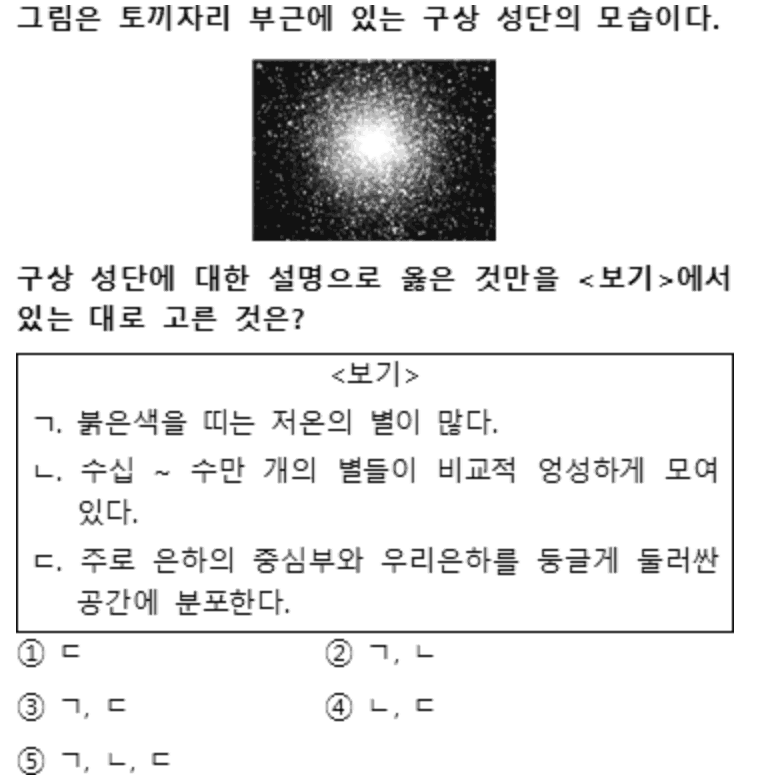 그림은 토끼자리 부근에 있는 구상 성단의 모습이다.
구상 성단에 대한 설명으로 옳은 것만을 <보기>에서
있는 대로 고른 것은?
<보기>
ㄱ. 붉은색을 띠는 저온의 별이 많다.
ㄴ. 수십 ~ 수만 개의 별들이 비교적 엉성하게 모여
있다.
ㄷ. 주로 은하의 중심부와 우리은하를 둥글게 둘러싼
공간에 분포한다.
① ㄷ ② ㄱ, ㄴ
③ ㄱ, ㄷ ④ ㄴ, ㄷ
⑤ ㄱ, ㄴ, ㄷ